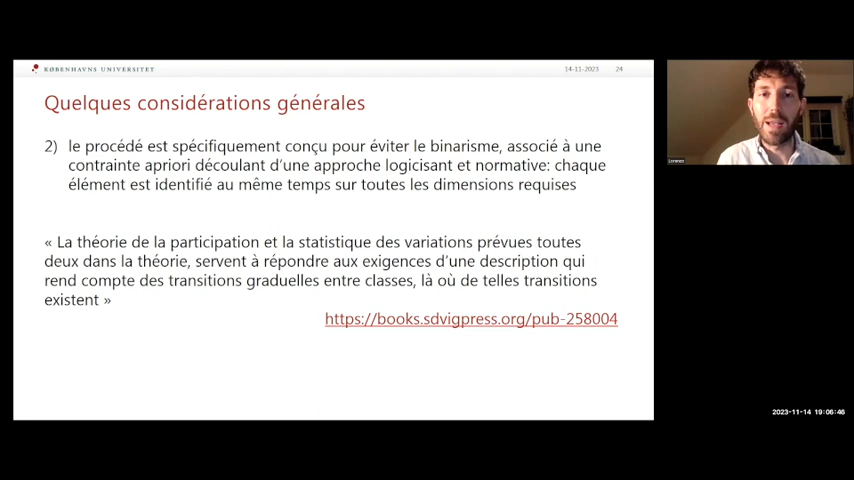 KØBENHAVNS UNIVERSITET
14-11-2023 24
Quelques considérations générales
2) le procédé est spécifiquement conçu pour éviter le binarisme, associé à une
contrainte apriori découlant d'une approche logicisant et normative: chaque
élément est identifié au même temps sur toutes les dimensions requises
« La théorie de la participation et la statistique des variations prévues toutes
deux dans la théorie, servent à répondre aux exigences d'une description qui
rend compte des transitions graduelles entre classes, là où de telles transitions
existent »
https://books.sdvigpress.org/pub-258004
Lorenzo
2023-11-14 19:06:46